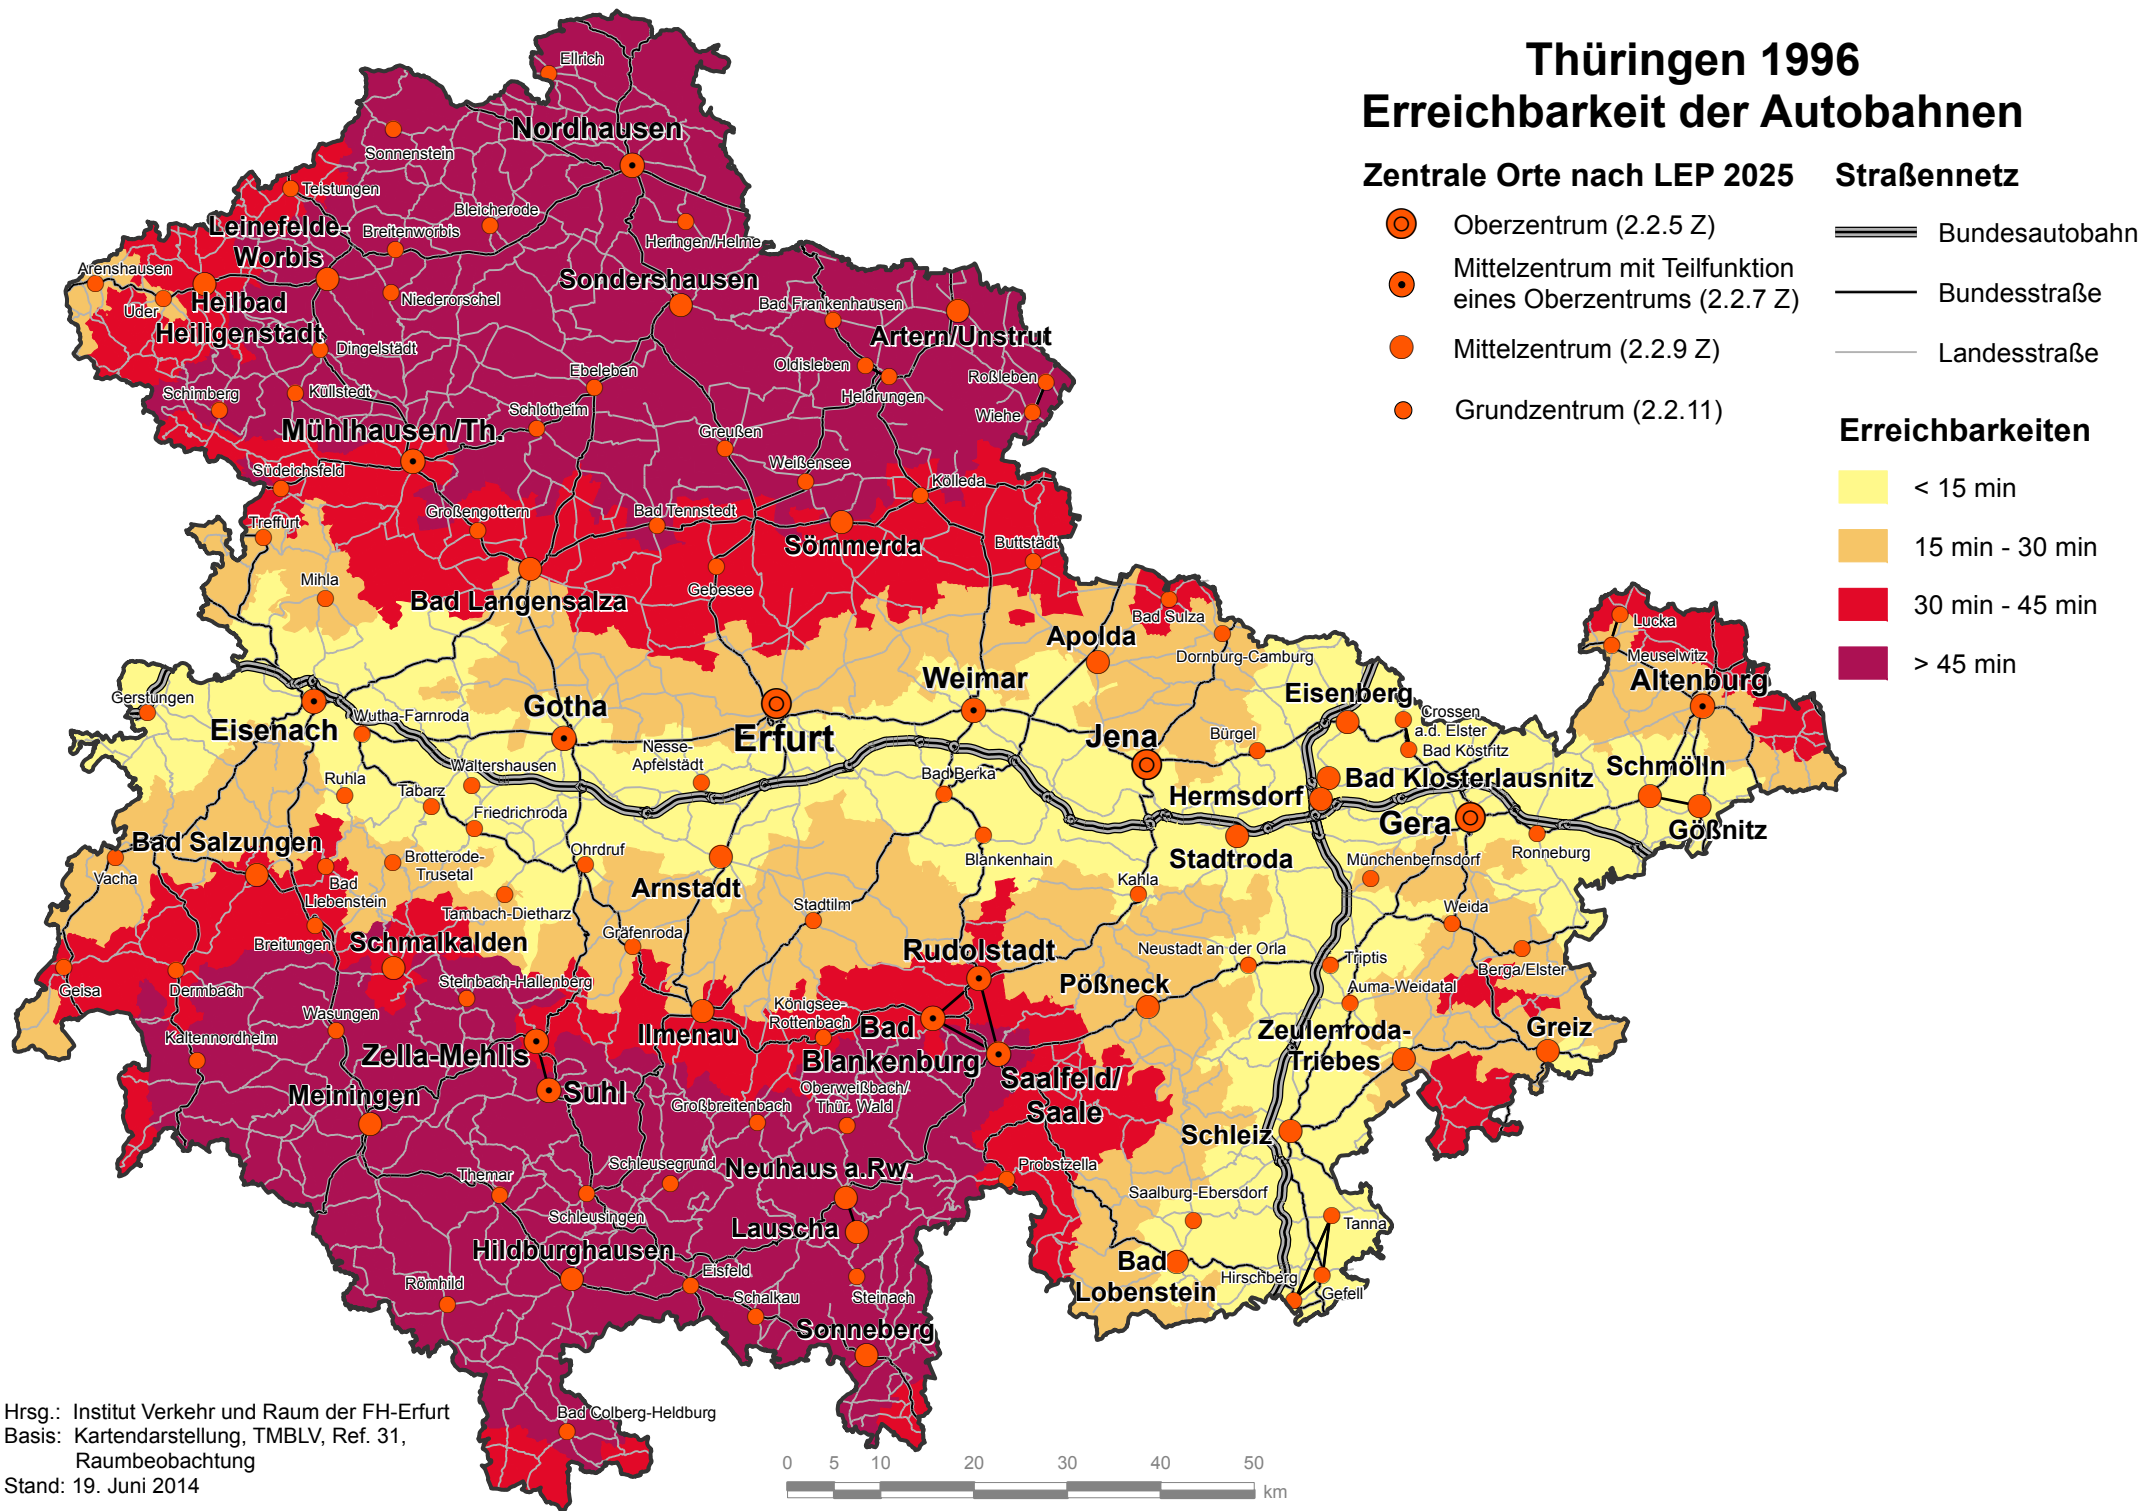 Thüringen 1996
Erreichbarkeit der Autobahnen
Zentrale Orte nach LEP 2025
Oberzentrum (2.2.5 Z)
Mittelzentrum mit Teilfunktion
eines Oberzentrums (2.2.7 Z)
Mittelzentrum (2.2.9 Z)
Grundzentrum (2.2.11)
Straßennetz
Bundesautobahn
Bundesstraße
Landesstraße
Erreichbarkeiten
< 15 min
15 min - 30 min
30 min - 45 min
> 45 min
Ellrich
Nordhausen
Sonnenstein
Teistungen
Bleicherode
Leinefelde-
Worbis
Breitenworbis
Heringen/Helme
Arenshausen
Uder
Heilbad
Heiligenstadt
Niederorschel
Sondershausen
Bad Frankenhausen
Artern/Unstrut
Dingelstädt
Ebeleben
Oldisleben
Heldrungen
Roßleben
Wiehe
Schimberg
Küllstedt
Schlotheim
Mühlhausen/Th.
Greußen
Südeichsfeld
Weißensee
Kölleda
Großengottern
Bad Tennstedt
Treffurt
Sömmerda
Buttstädt
Mihla
Bad Langensalza
Gebesee
Bad Sulza
Apolda
Dornburg-Camburg
Lucka
Meuselwitz
Altenburg
Gerstungen
Eisenach
Wutha-Farnroda
Gotha
Erfurt
Weimar
Jena
Eisenberg
Crossen
a.d. Elster
Bürgel
Bad Köstritz
Nesse-
Apfelstädt
Waltershausen
Ruhla
Tabarz
Friedrichroda
Bad Berka
Bad Klosterlausnitz
Hermsdorf
Gera
Schmölln
Gößnitz
Bad Salzungen
Vacha
Brotterode-
Trusetal
Ohrdruf
Arnstadt
Blankenhain
Stadtroda
Münchenbernsdorf
Ronneburg
Bad
Liebenstein
Tambach-Dietharz
Stadtilm
Kahla
Weida
Breitungen
Schmalkalden
Gräfenroda
Rudolstadt
Neustadt an der Orla
Triptis
Berga/Elster
Geisa
Dermbach
Steinbach-Hallenberg
Pößneck
Auma-Weidatal
Wasungen
Königsee-
Rottenbach
Ilmenau
Bad
Blankenburg
Zeulenroda-
Triebes
Greiz
Kaltennordheim
Zella-Mehlis
Suhl
Saalfeld/
Saale
Meiningen
Großbreitenbach
Oberweißbach/
Thür. Wald
Schleiz
Themar
Schleusegrund
Neuhaus a.Rw.
Probstzella
Saalburg-Ebersdorf
Schleusingen
Lauscha
Tanna
Hildburghausen
Eisfeld
Bad
Lobenstein
Hirschberg
Gefell
Römhild
Schalkau
Steinach
Sonneberg
Bad Colberg-Heldburg
Hrsg.: Institut Verkehr und Raum der FH-Erfurt
Basis: Kartendarstellung, TMBLV, Ref. 31,
Raumbeobachtung
Stand: 19. Juni 2014
0 5 10 20 30 40 50
km